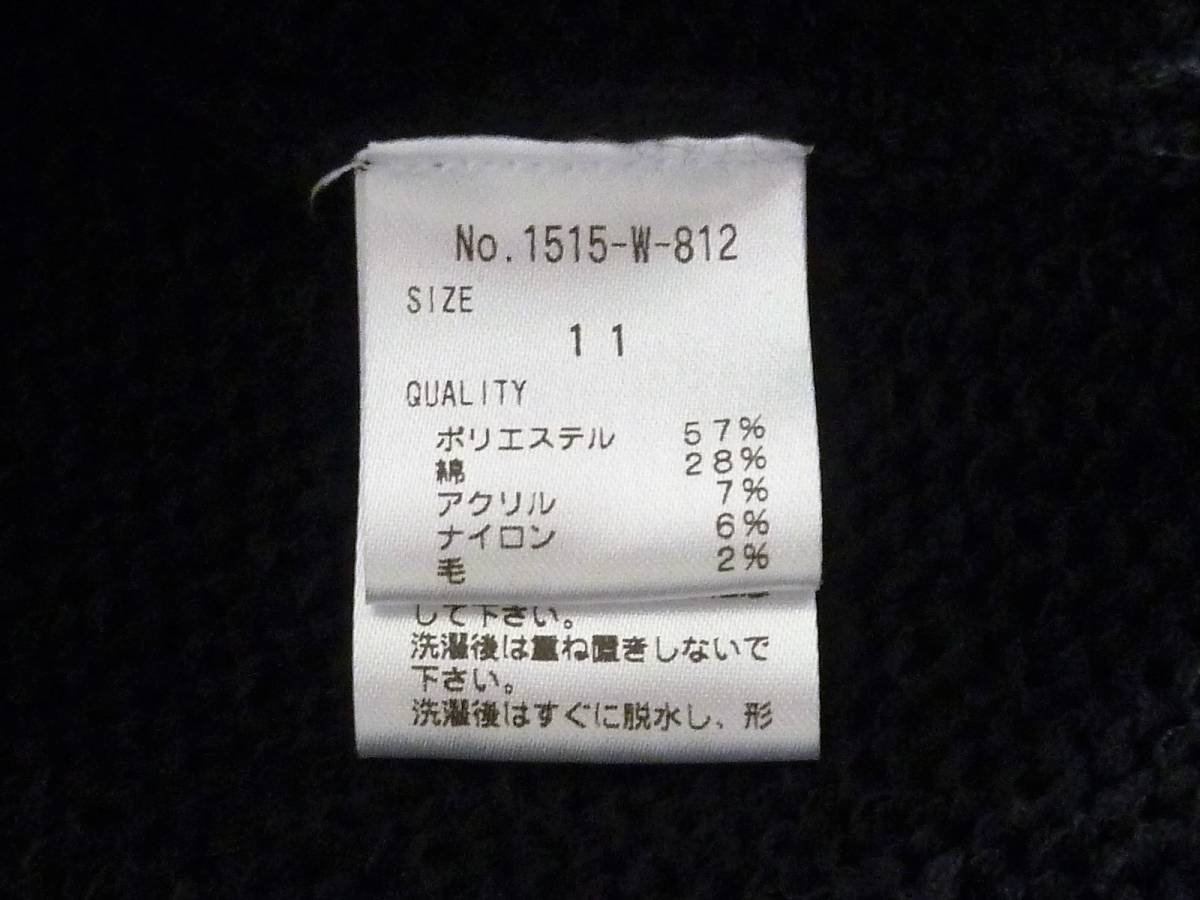 No.1515-W-812
SIZE
11
QUALITY
ポリエステル 57%
綿 28%
アクリル 7%
ナイロン 6%
毛 2%
して下さい。
洗濯後は重ね置きしないで
下さい。
洗濯後はすぐに脱水し、形